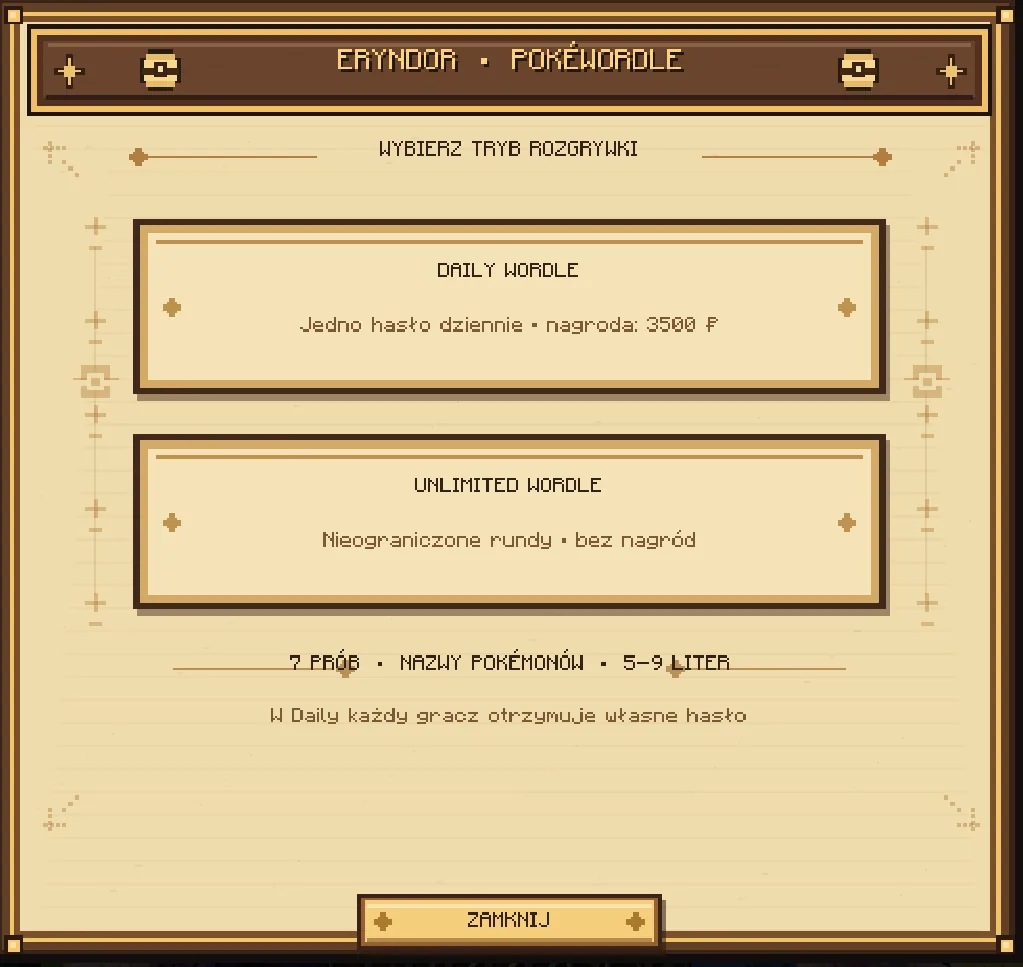 ERYNDOR • POKÉWORDLE
WYBIERZ TRYB ROZGRYWKI
DAILY WORDLE
Jedno hasło dziennie • nagroda: 3500 ₽
UNLIMITED WORDLE
Nieograniczone rundy • bez nagród
7 PRÓB • NAZWY POKÉMONÓW • 5–9 LITER
W Daily każdy gracz otrzymuje własne hasło
ZAMKNIJ